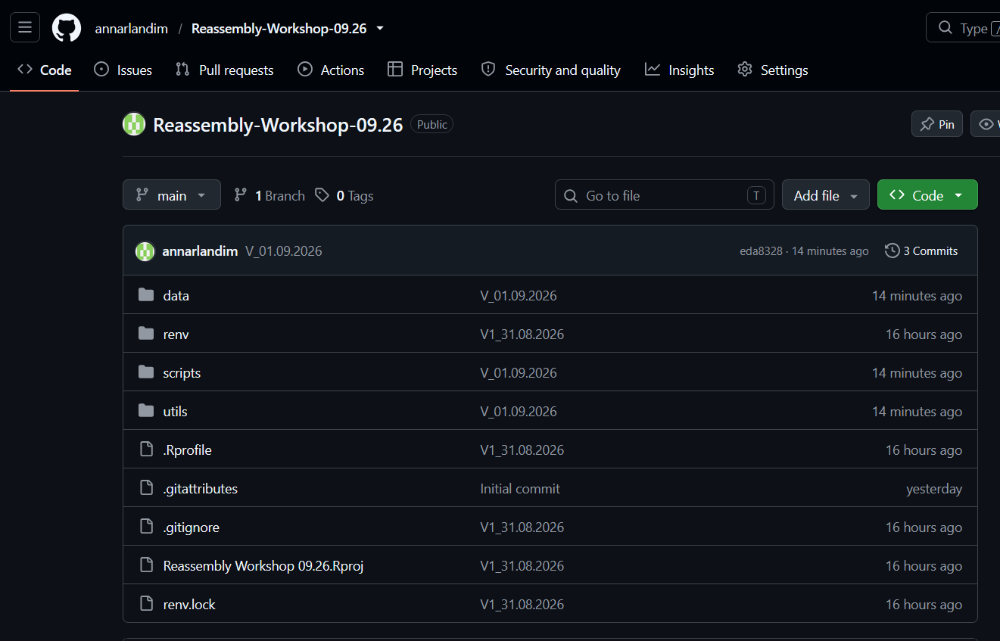 annarlandim / Reassembly-Workshop-09.26
Type /
Code Issues Pull requests Actions Projects Security and quality Insights Settings
Reassembly-Workshop-09.26 Public
Pin
main 1 Branch 0 Tags Go to file T Add file Code
annarlandim V_01.09.2026 eda8328 · 14 minutes ago 3 Commits
data V_01.09.2026 14 minutes ago
renv V1_31.08.2026 16 hours ago
scripts V_01.09.2026 14 minutes ago
utils V_01.09.2026 14 minutes ago
.Rprofile V1_31.08.2026 16 hours ago
.gitattributes Initial commit yesterday
.gitignore V1_31.08.2026 16 hours ago
Reassembly Workshop 09.26.Rproj V1_31.08.2026 16 hours ago
renv.lock V1_31.08.2026 16 hours ago